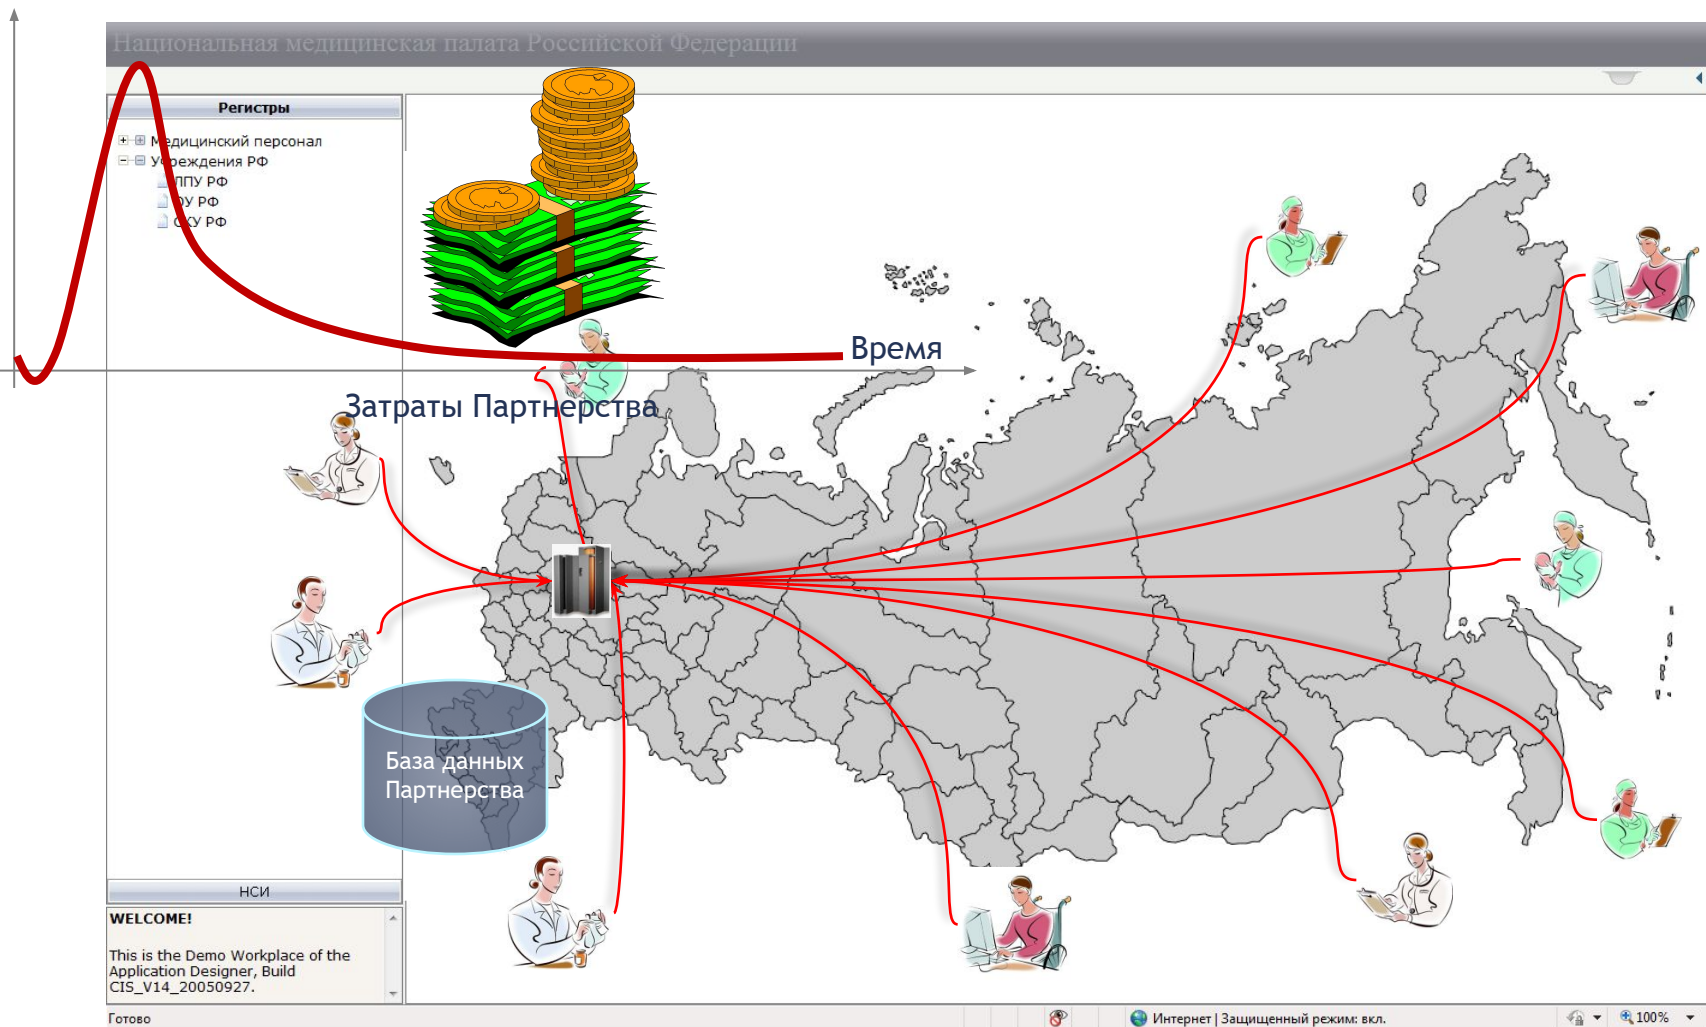 Национальная медицинская палата Российской Федерации
Регистры
Медицинский персонал
Учреждения РФ
ЛПУ РФ
ОУ РФ
СКУ РФ
Время
Затраты Партнерства
База данных
Партнерства
НСИ
WELCOME!
This is the Demo Workplace of the
Application Designer, Build
CIS_V14_20050927.
Готово
Интернет | Защищенный режим: вкл.
100%